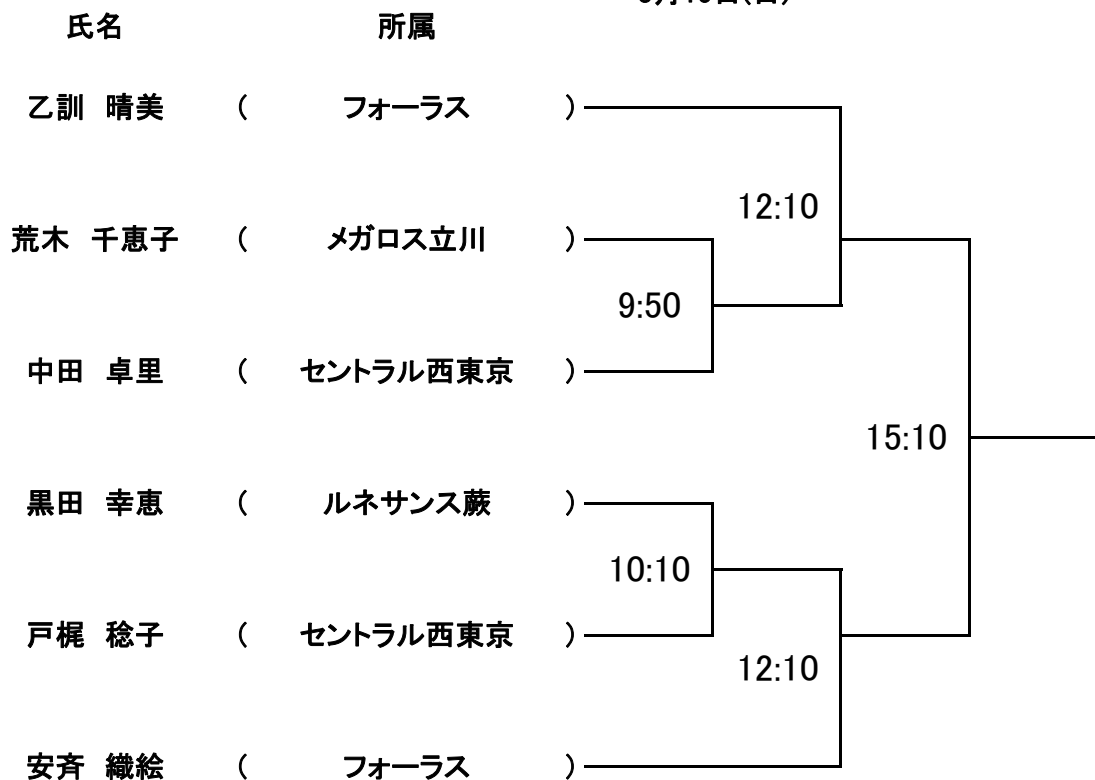 氏名 所属
乙訓 晴美 ( フォーラス )
12:10
荒木 千恵子 ( メガロス立川 )
9:50
中田 卓里 ( セントラル西東京 )
15:10
黒田 幸恵 ( ルネサンス蕨 )
10:10
戸梶 稔子 ( セントラル西東京 )
12:10
安斉 織絵 ( フォーラス )